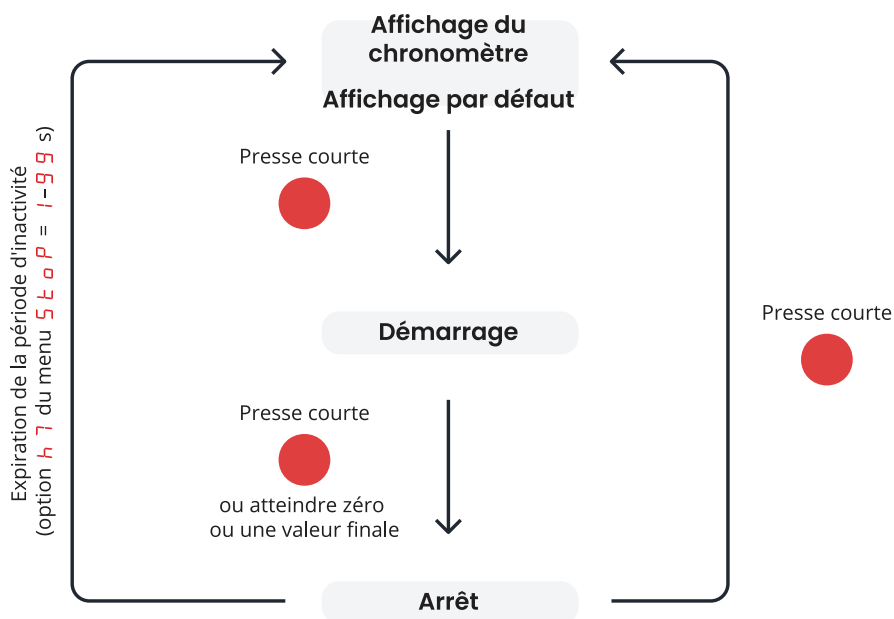 Affichage du
chronomètre
Affichage par défaut
Presse courte
Démarrage
Presse courte
ou atteindre zéro
ou une valeur finale
Arrêt
Expiration de la période d'inactivité
(option h 7 du menu StoP = 1-99 s)
Presse courte